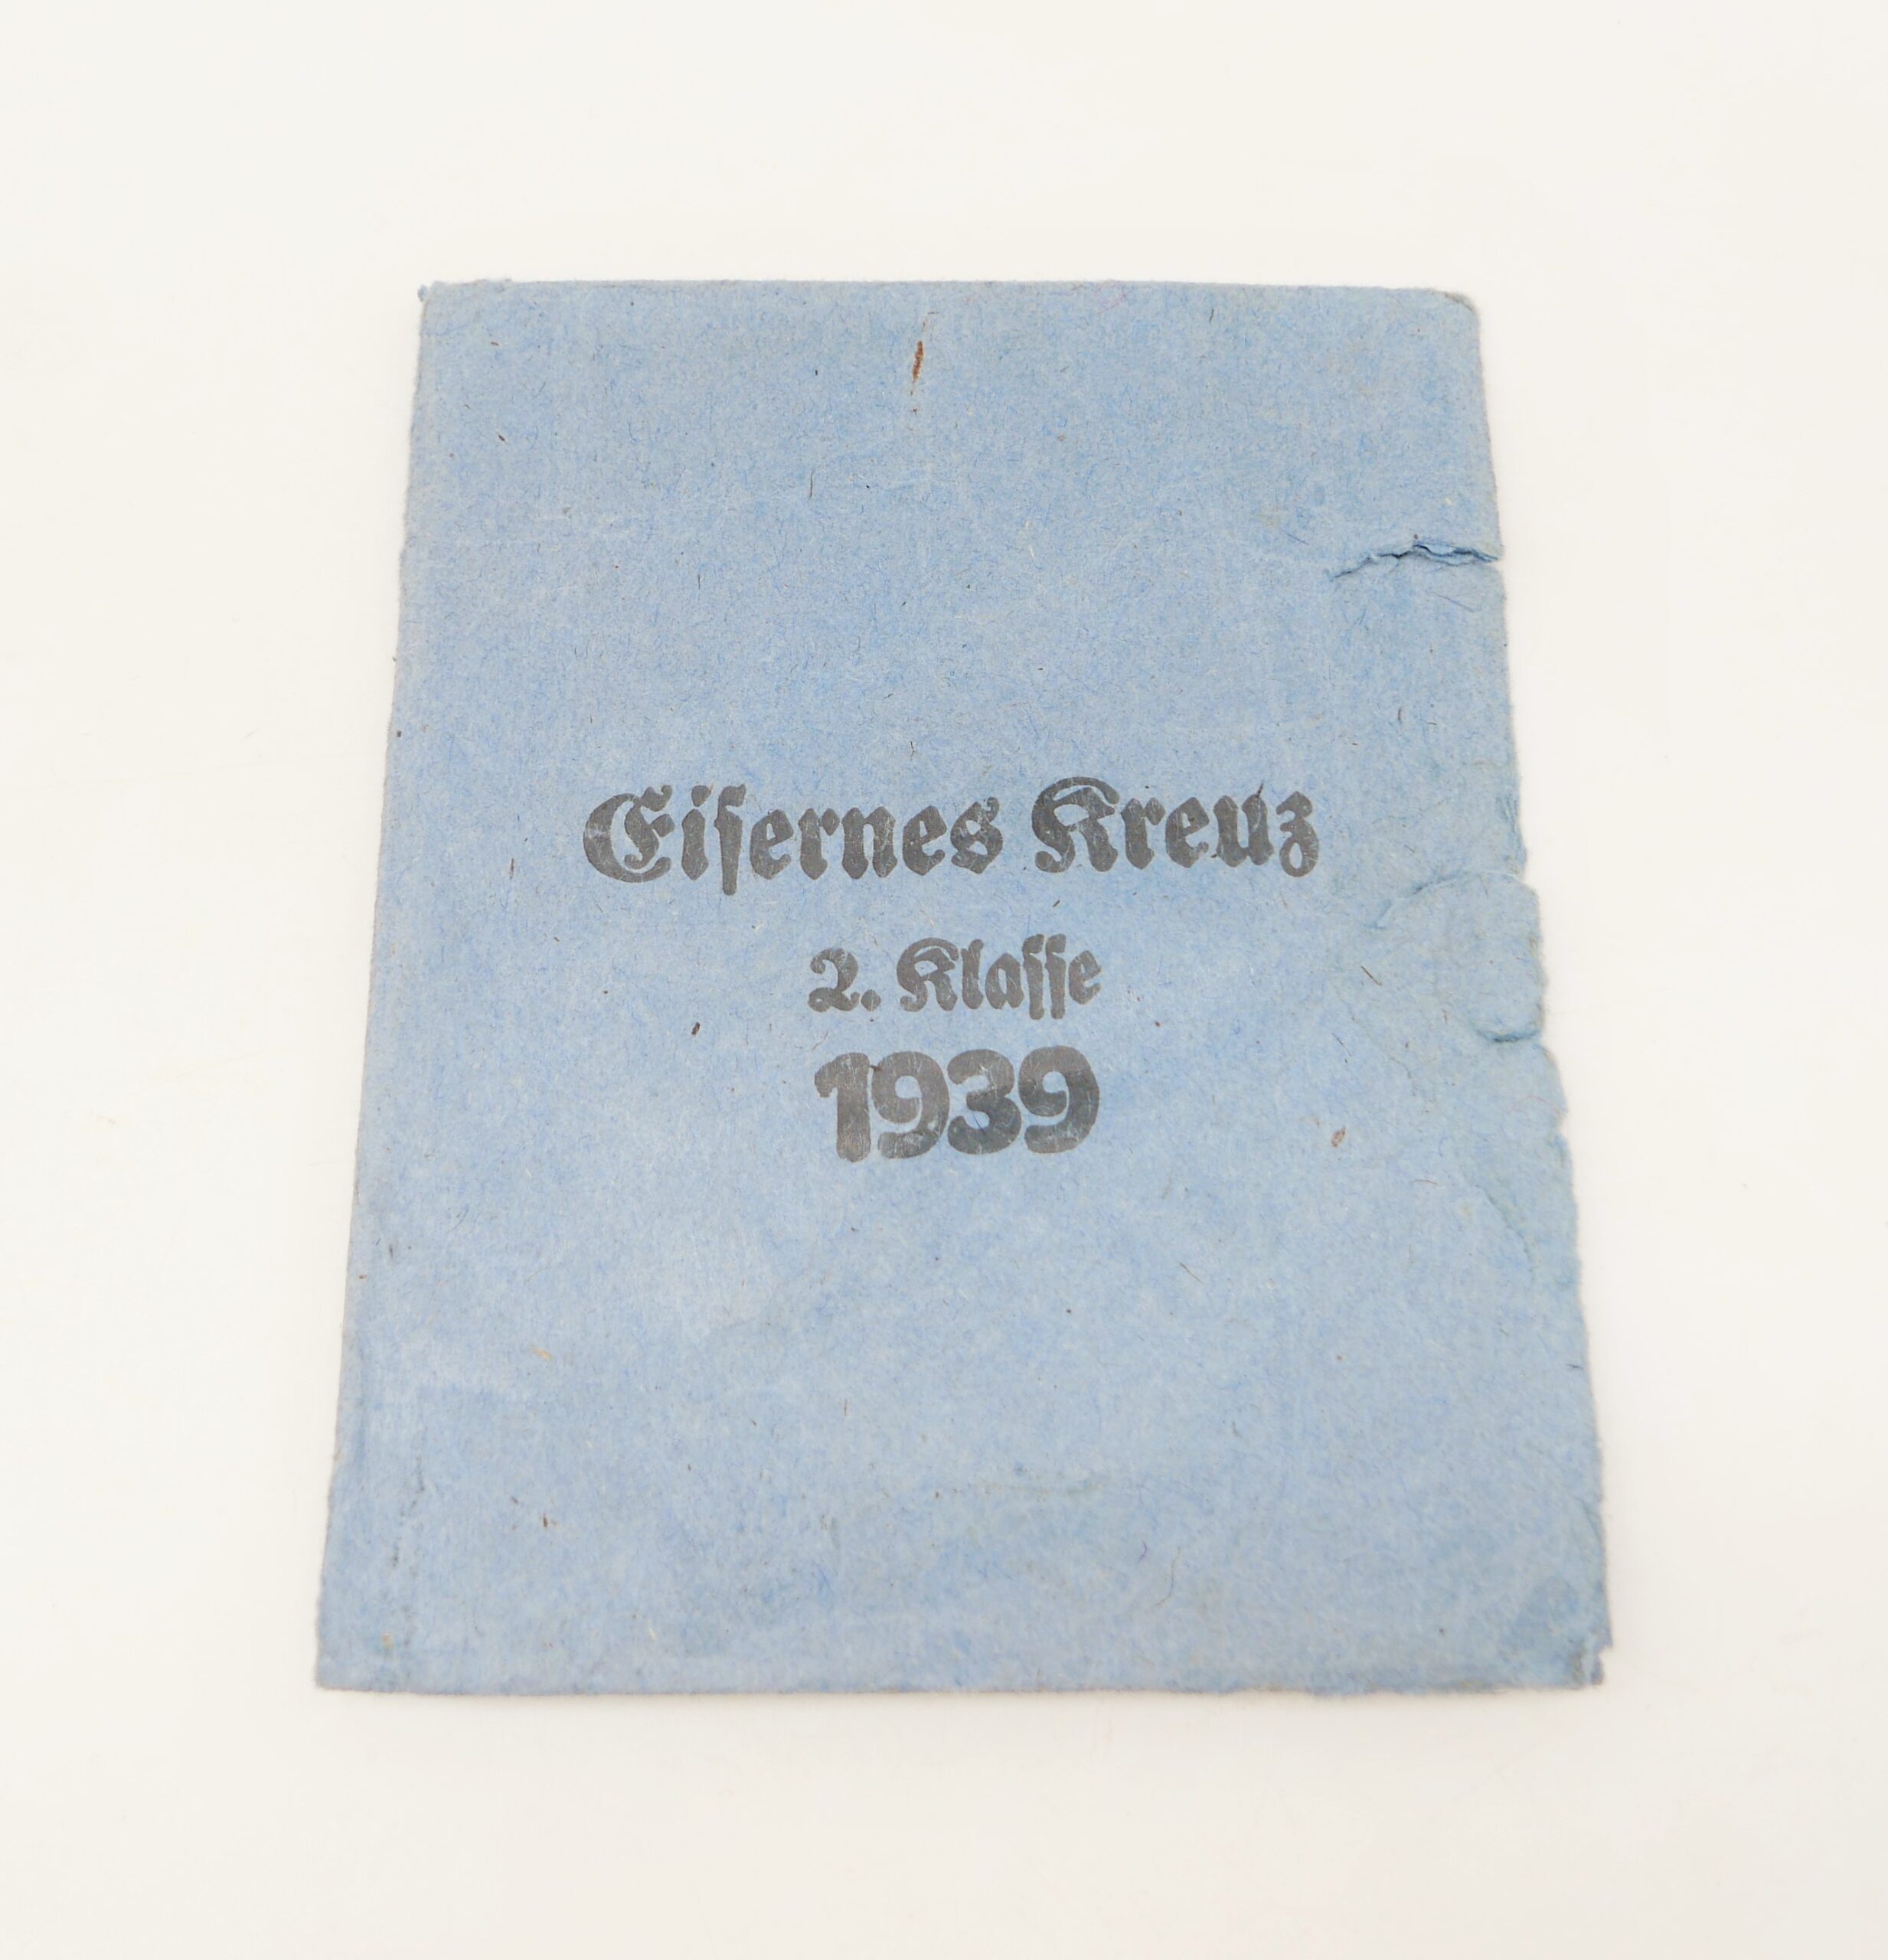 Eiſernes Kreuz
2. Klaſſe
1939